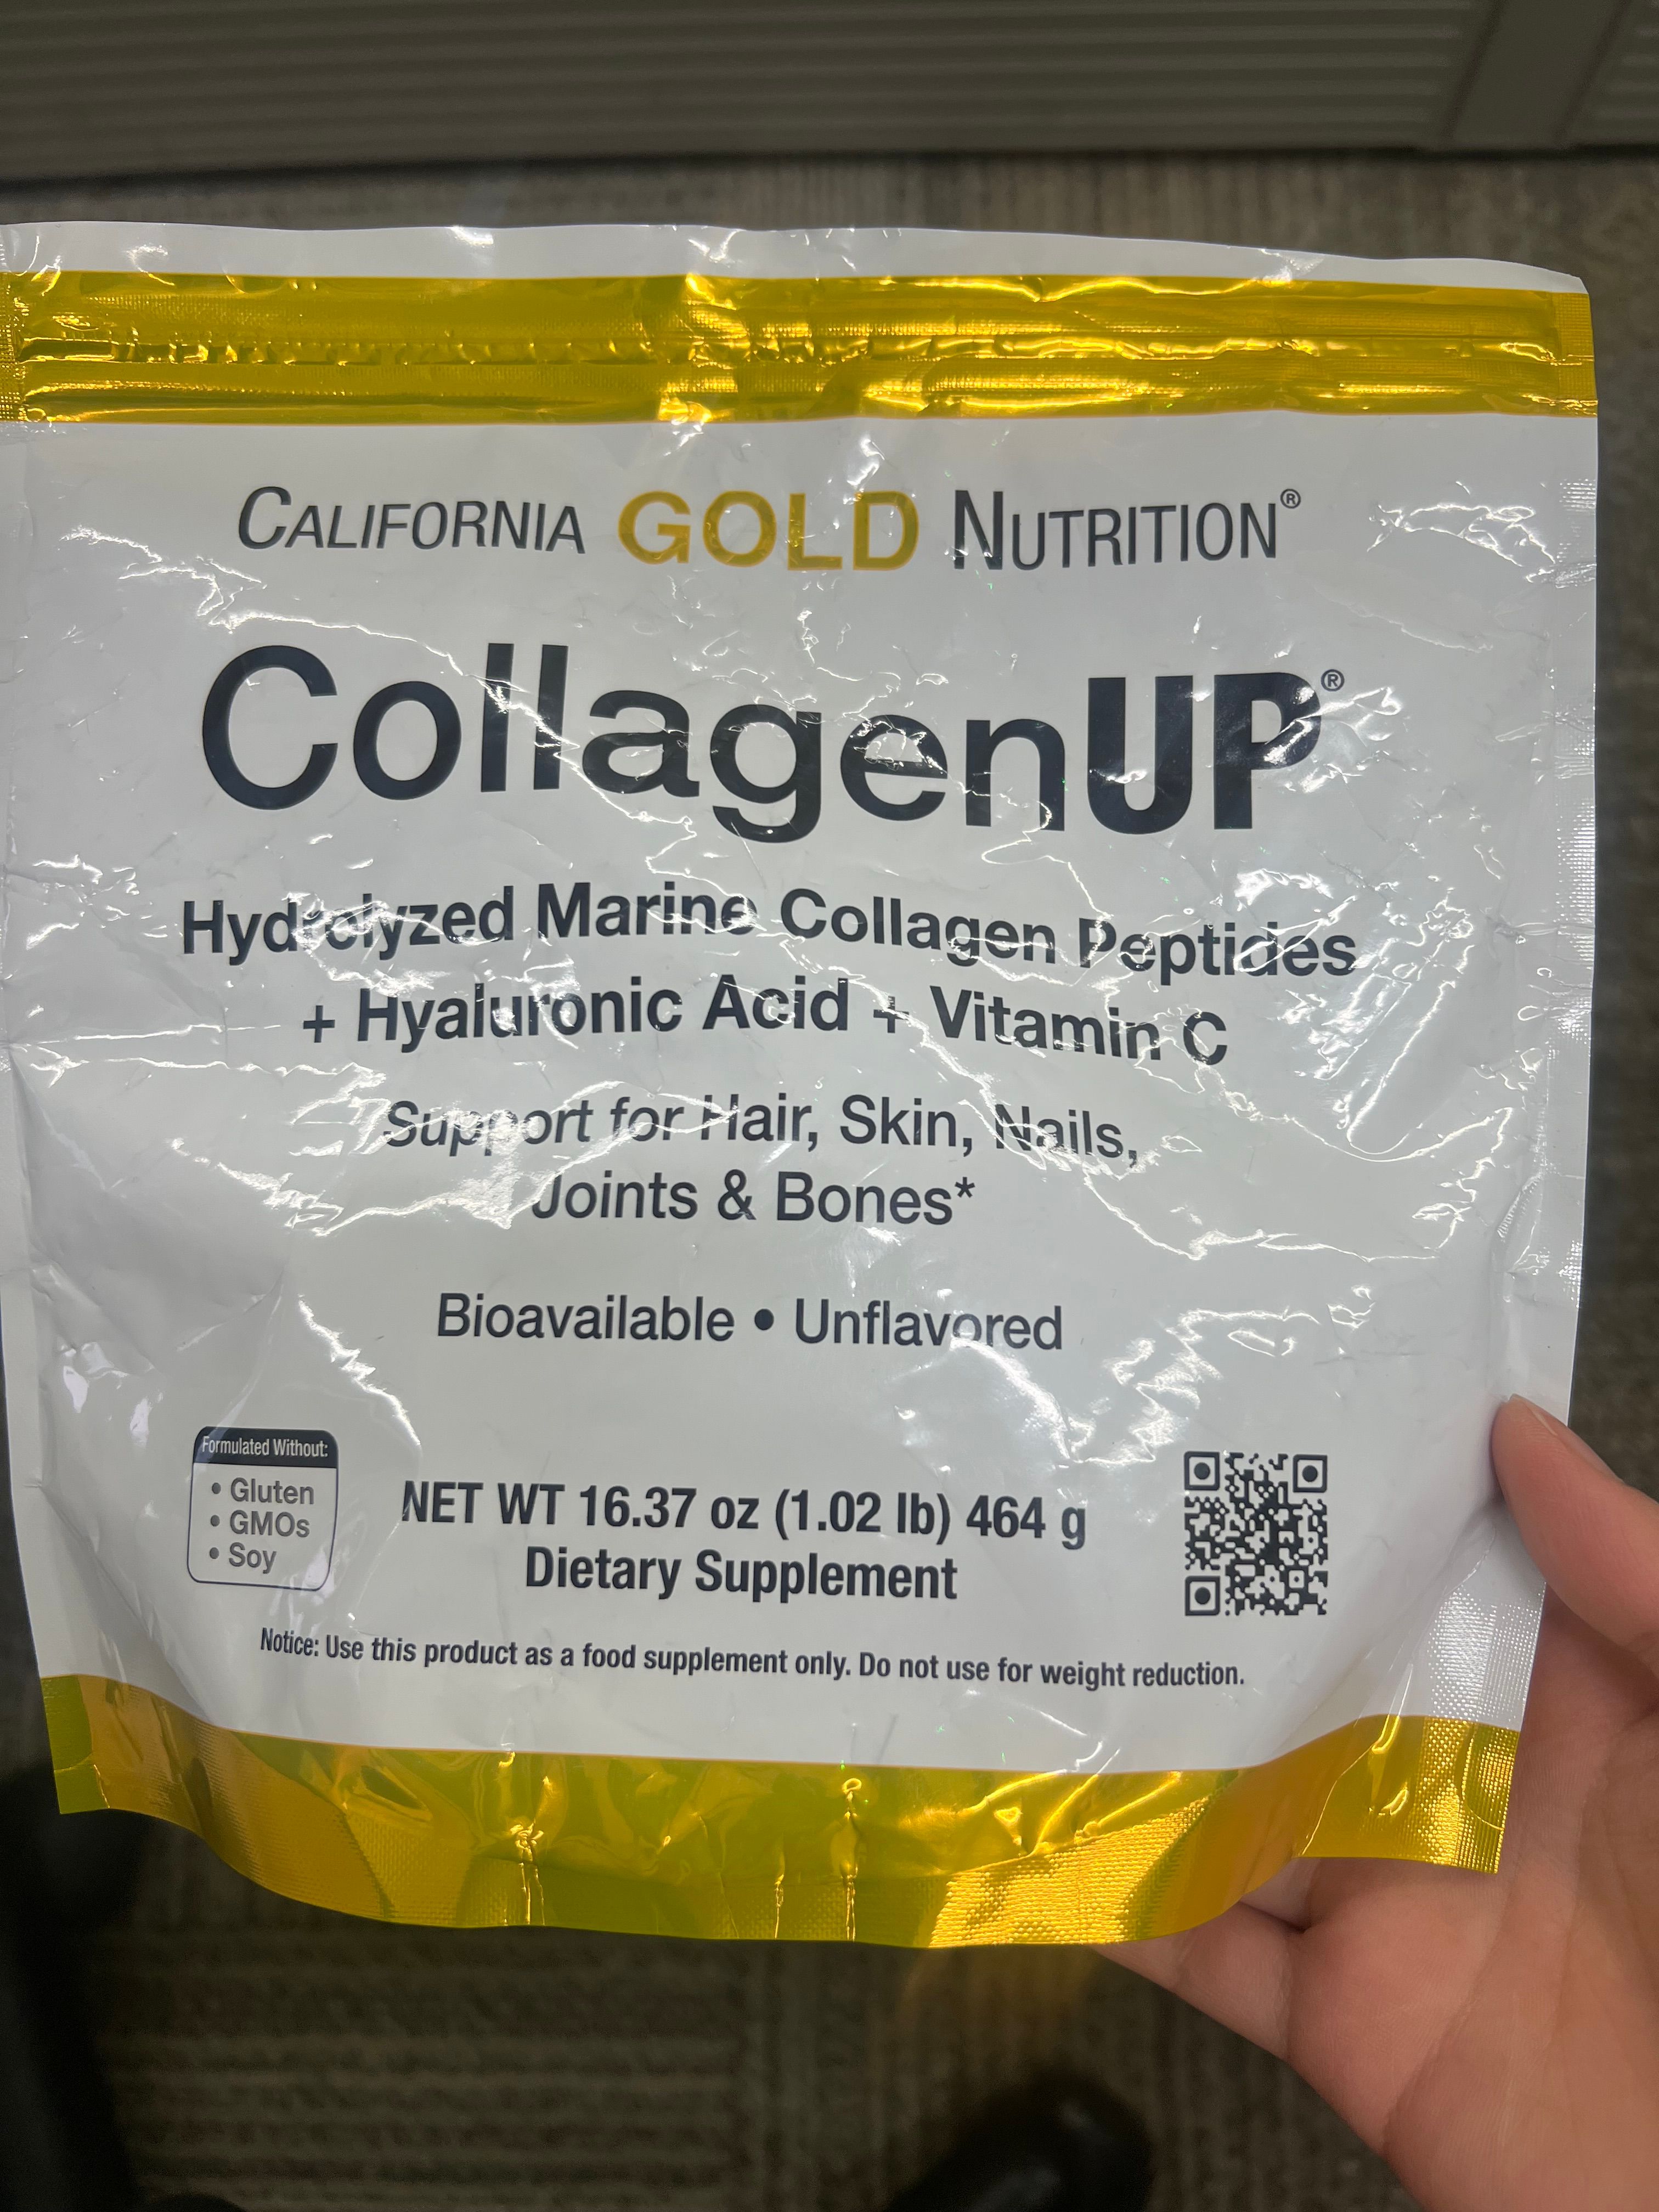 CALIFORNIA GOLD NUTRITION®
CollagenUP®
Hydrolyzed Marine Collagen Peptides
+ Hyaluronic Acid + Vitamin C
Support for Hair, Skin, Nails,
Joints & Bones*
Bioavailable • Unflavored
Formulated Without:
• Gluten
• GMOs
• Soy
NET WT 16.37 oz (1.02 lb) 464 g
Dietary Supplement
Notice: Use this product as a food supplement only. Do not use for weight reduction.